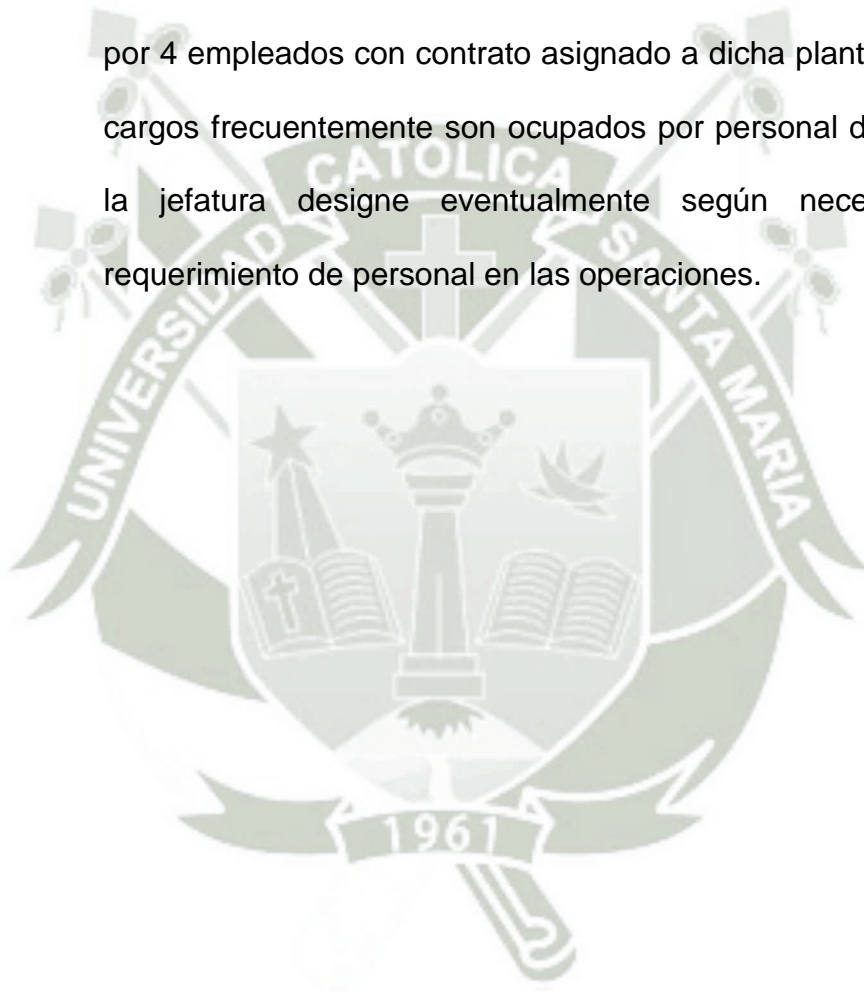 por 4 empleados con contrato asignado a dicha plant
cargos frecuentemente son ocupados por personal d
la jefatura designe eventualmente según nece
requerimiento de personal en las operaciones.
UNIVERSIDAD CATOLICA SANTA MARIA
1961